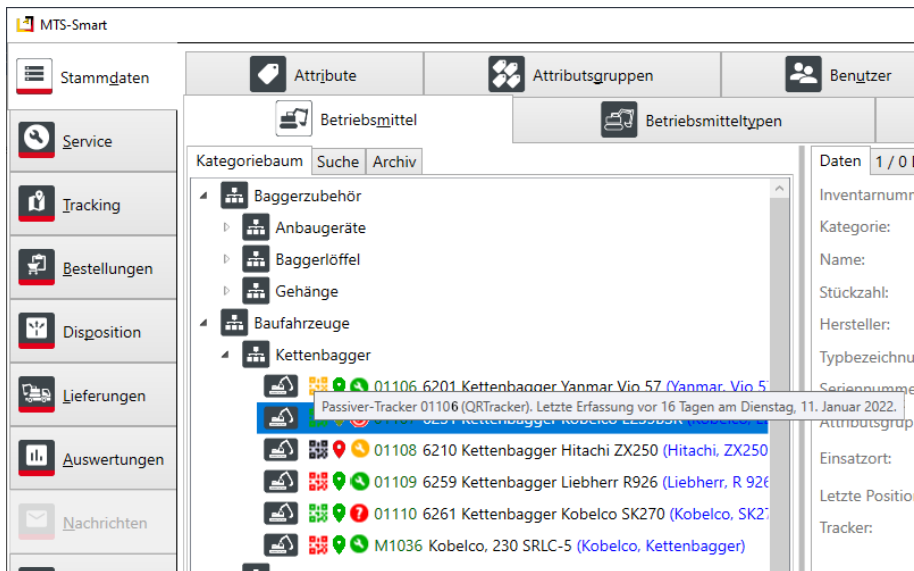 MTS-Smart
Stammdaten
Attribute
Attributsgruppen
Benutzer
Betriebsmittel
Betriebsmitteltypen
Service
Tracking
Bestellungen
Disposition
Lieferungen
Auswertungen
Nachrichten
Kategoriebaum Suche Archiv
Baggerzubehör
Anbaugeräte
Baggerlöffel
Gehänge
Baufahrzeuge
Kettenbagger
01106 6201 Kettenbagger Yanmar Vio 57 (Yanmar, Vio 5
Passiver-Tracker 01106 (QRTracker). Letzte Erfassung vor 16 Tagen am Dienstag, 11. Januar 2022.
01108 6210 Kettenbagger Hitachi ZX250 (Hitachi, ZX250
01109 6259 Kettenbagger Liebherr R926 (Liebherr, R 926
01110 6261 Kettenbagger Kobelco SK270 (Kobelco, SK27
M1036 Kobelco, 230 SRLC-5 (Kobelco, Kettenbagger)
Daten 1 / 0
Inventarnumm
Kategorie:
Name:
Stückzahl:
Hersteller:
Typbezeichnu
Seriennumme
Attributsgrup
Einsatzort:
Letzte Position
Tracker: